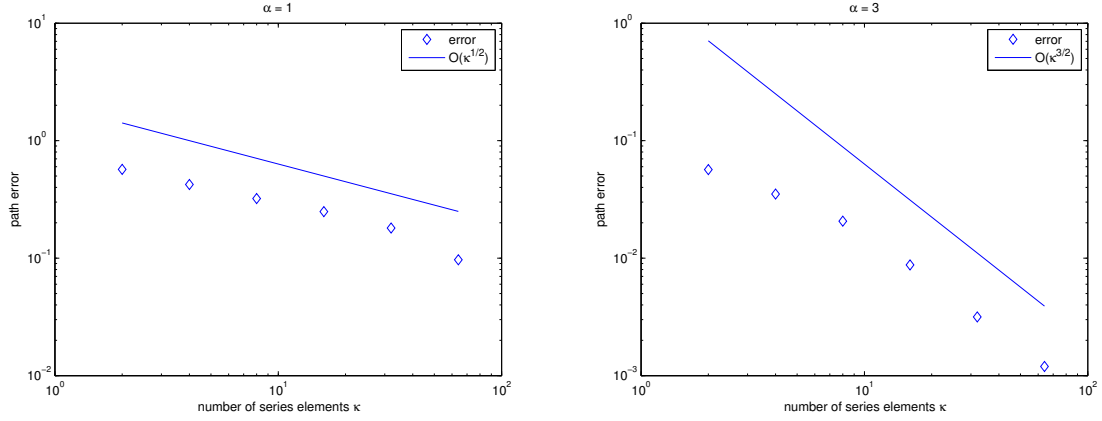 α = 1
10^1
10^0
10^-1
10^-2
path error
10^0
10^1
10^2
number of series elements κ
error
O(κ^1/2)
α = 3
10^0
10^-1
10^-2
10^-3
path error
10^0
10^1
10^2
number of series elements κ
error
O(κ^3/2)